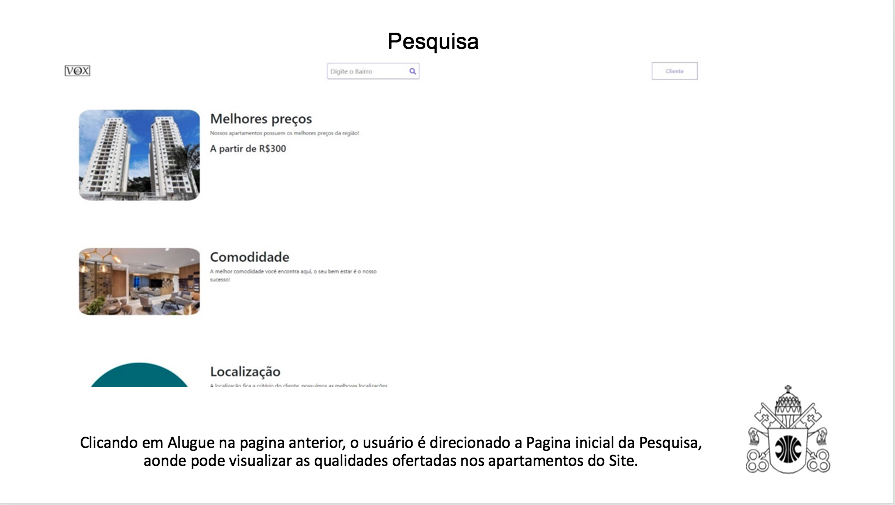 Pesquisa
VOX
Digite o Bairro
Cliente
Melhores preços
Nossos apartamentos possuem os melhores preços da região!
A partir de R$300
Comodidade
A melhor comodidade você encontra aqui, o seu bem estar é o nosso
sucesso!
Localização
A localização fica a critério do cliente, possuímos as melhores localizações
Clicando em Alugue na pagina anterior, o usuário é direcionado a Pagina inicial da Pesquisa,
aonde pode visualizar as qualidades ofertadas nos apartamentos do Site.